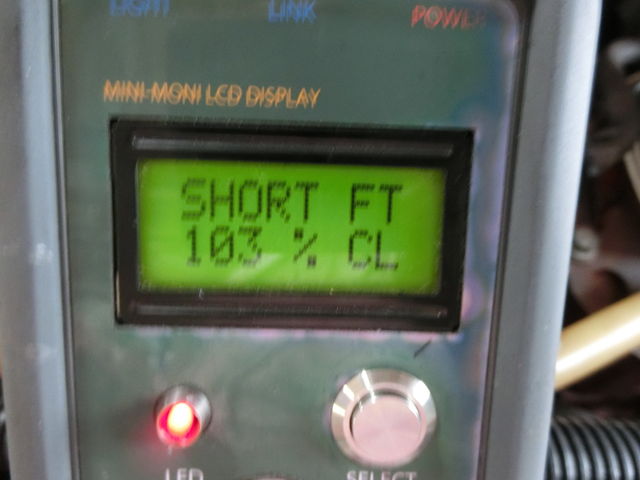 LIGHT LINK POWER
MINI-MONI LCD DISPLAY
SHORT FT
103 % CL
LED SELECT